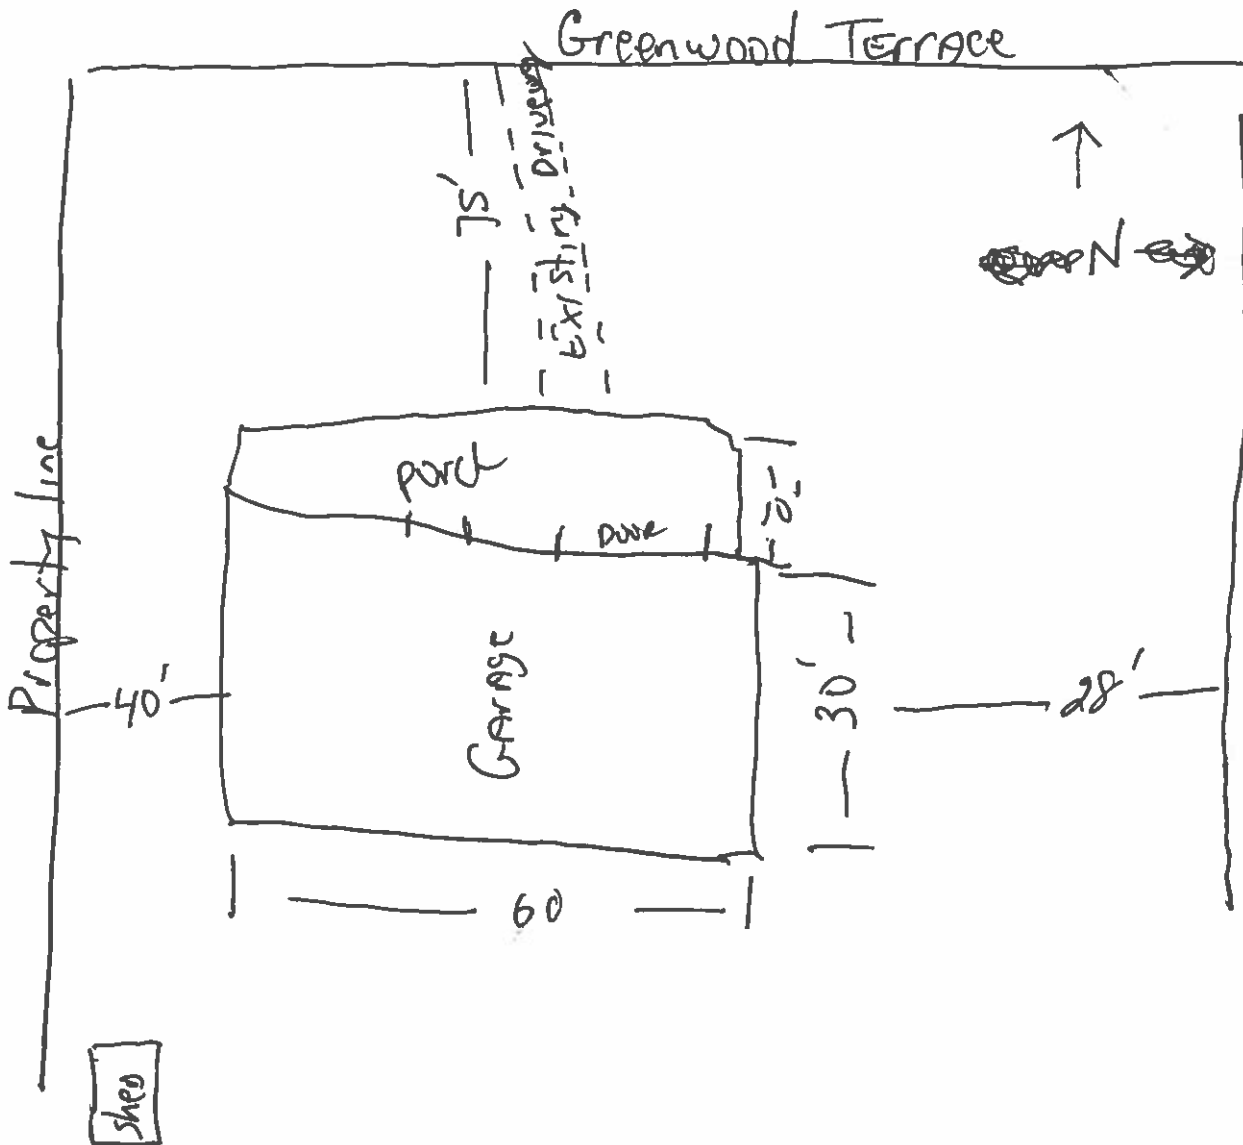 Greenwood Terrace
75'
Existing Driveway
N
Property line
porch
Door
10'
40'
Garage
30'
28'
60
Shed